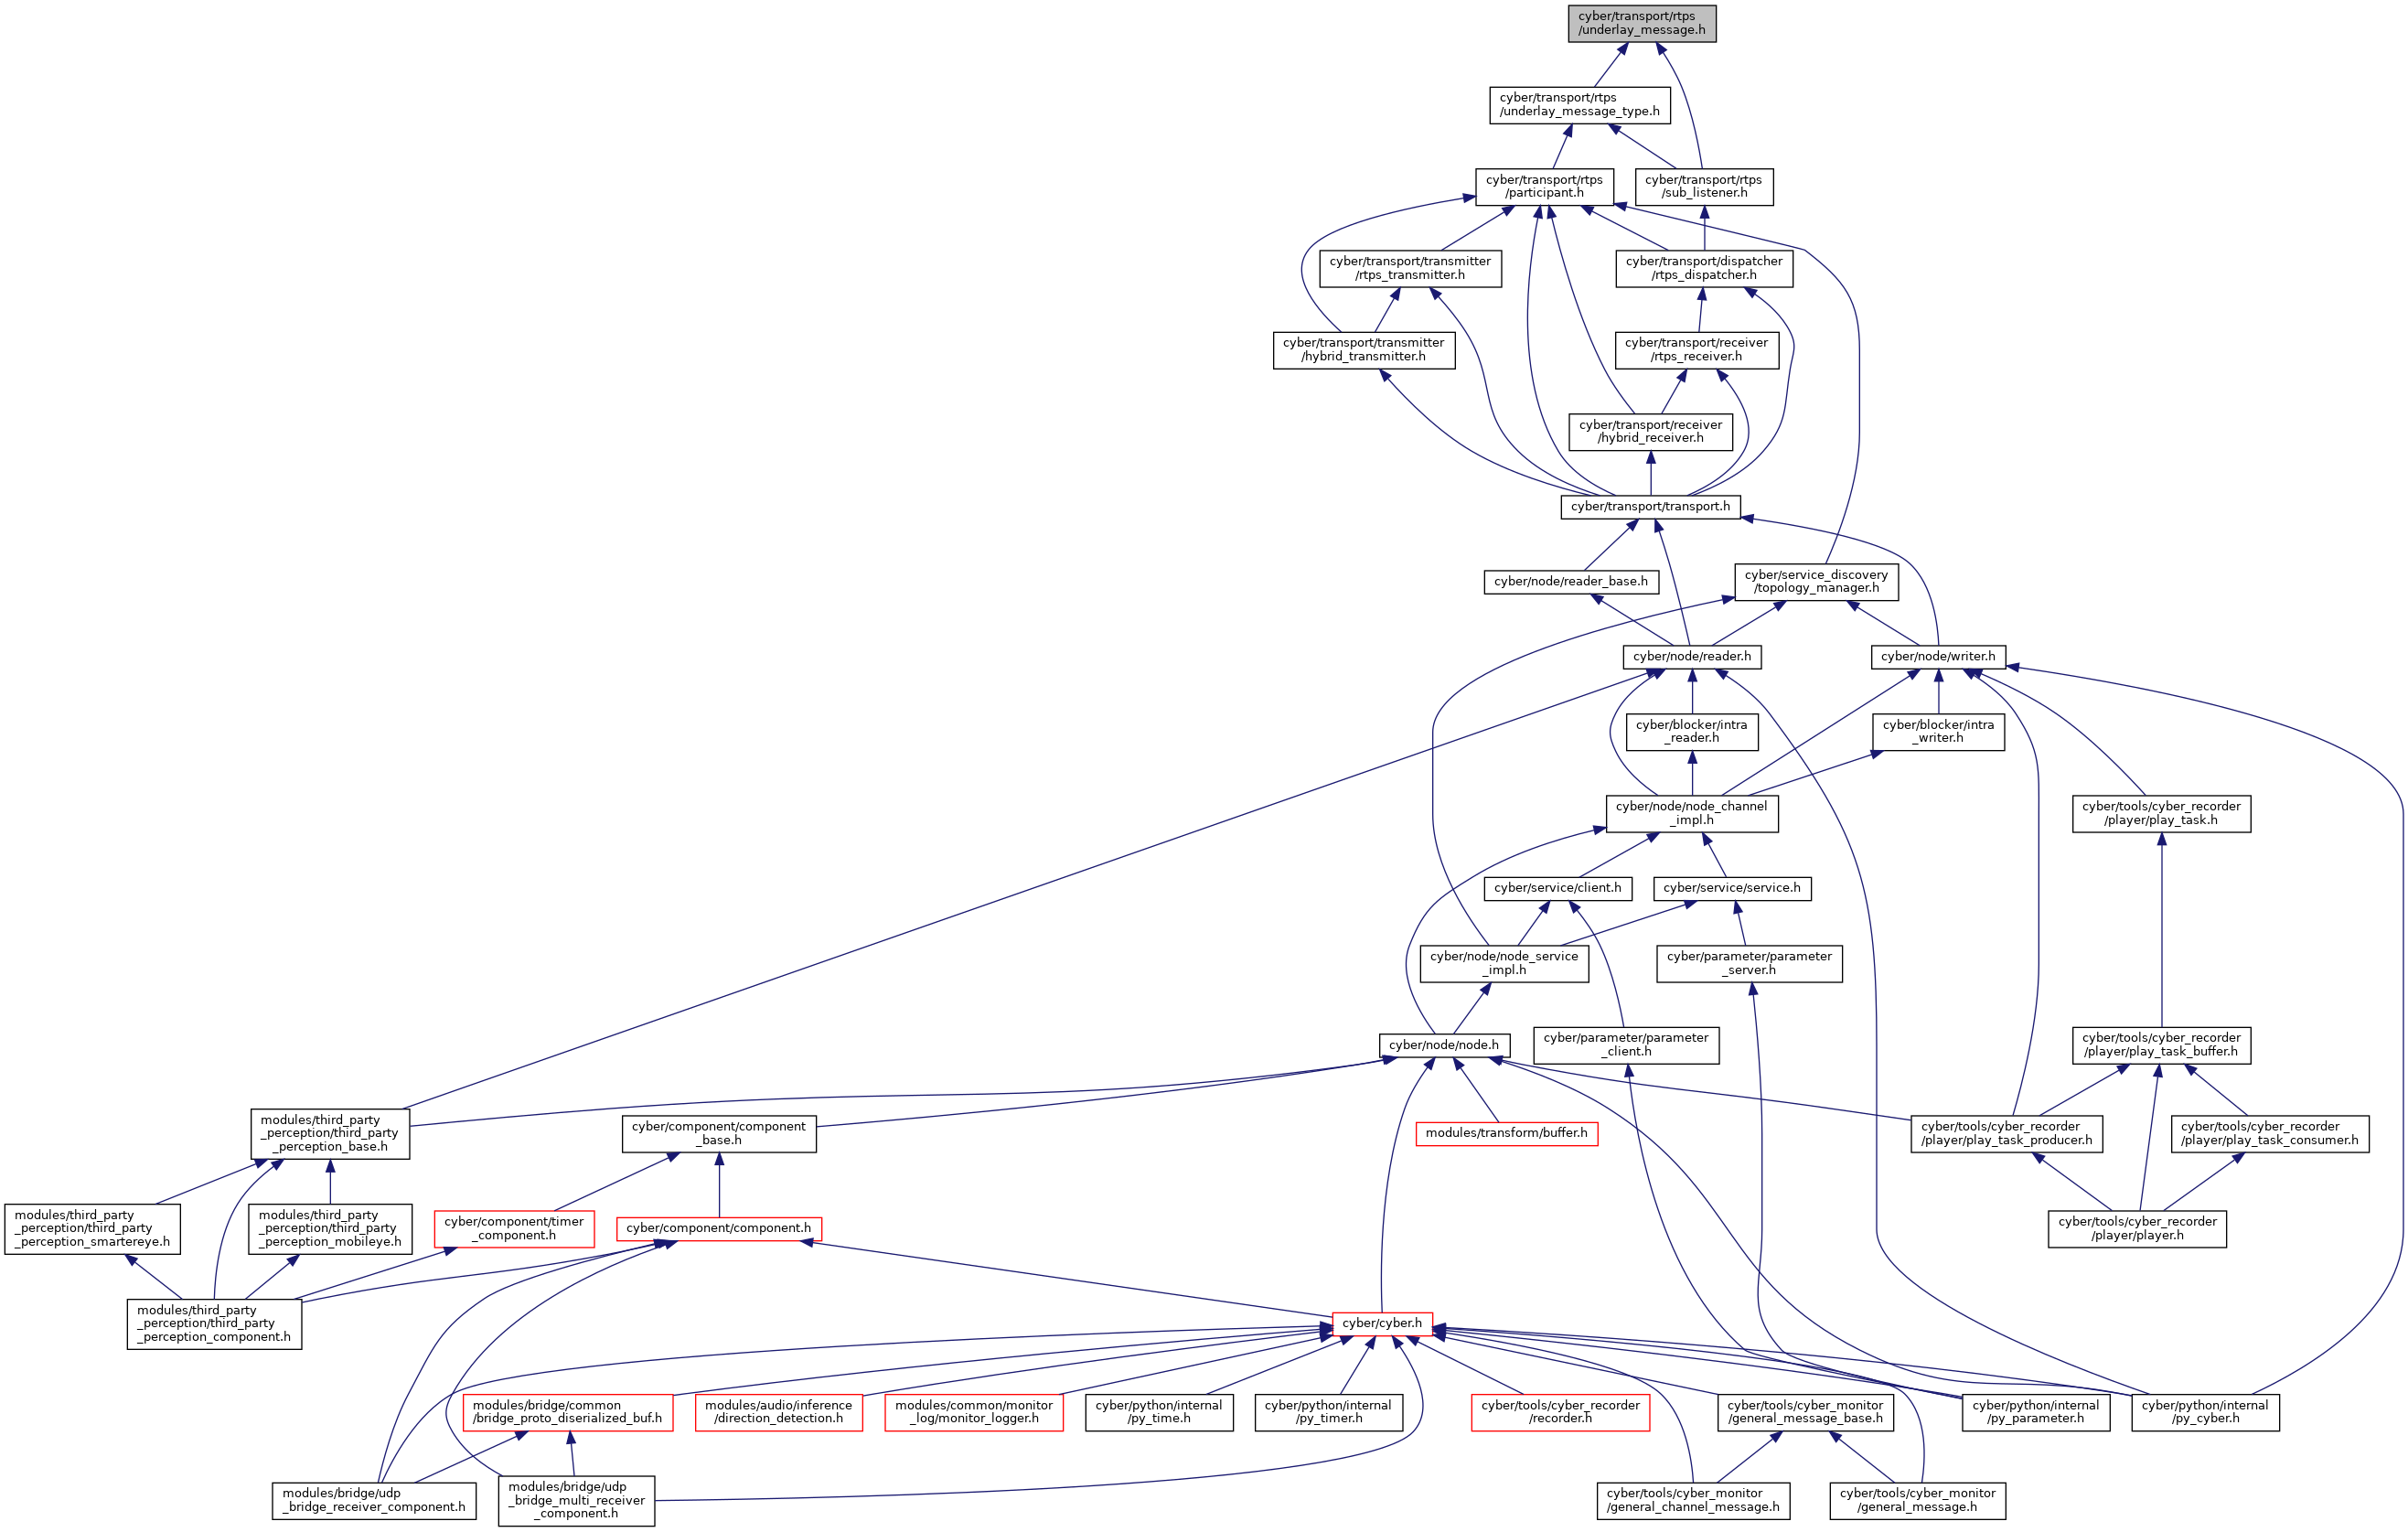 cyber/transport/rtps
/underlay_message.h
cyber/transport/rtps
/underlay_message_type.h
cyber/transport/rtps
/participant.h
cyber/transport/rtps
/sub_listener.h
cyber/transport/transmitter
/rtps_transmitter.h
cyber/transport/dispatcher
/rtps_dispatcher.h
cyber/transport/transmitter
/hybrid_transmitter.h
cyber/transport/receiver
/rtps_receiver.h
cyber/transport/receiver
/hybrid_receiver.h
cyber/transport/transport.h
cyber/node/reader_base.h
cyber/service_discovery
/topology_manager.h
cyber/node/reader.h
cyber/node/writer.h
cyber/blocker/intra
_reader.h
cyber/blocker/intra
_writer.h
cyber/node/node_channel
_impl.h
cyber/tools/cyber_recorder
/player/play_task.h
cyber/service/client.h
cyber/service/service.h
cyber/node/node_service
_impl.h
cyber/parameter/parameter
_server.h
cyber/node/node.h
cyber/parameter/parameter
_client.h
cyber/tools/cyber_recorder
/player/play_task_buffer.h
modules/third_party
_perception/third_party
_perception_base.h
cyber/component/component
_base.h
modules/transform/buffer.h
cyber/tools/cyber_recorder
/player/play_task_producer.h
cyber/tools/cyber_recorder
/player/play_task_consumer.h
modules/third_party
_perception/third_party
_perception_smartereye.h
modules/third_party
_perception/third_party
_perception_mobileye.h
cyber/component/timer
_component.h
cyber/component/component.h
cyber/tools/cyber_recorder
/player/player.h
modules/third_party
_perception/third_party
_perception_component.h
cyber/cyber.h
modules/bridge/common
/bridge_proto_diserialized_buf.h
modules/audio/inference
/direction_detection.h
modules/common/monitor
_log/monitor_logger.h
cyber/python/internal
/py_time.h
cyber/python/internal
/py_timer.h
cyber/tools/cyber_recorder
/recorder.h
cyber/tools/cyber_monitor
/general_message_base.h
cyber/python/internal
/py_parameter.h
cyber/python/internal
/py_cyber.h
modules/bridge/udp
_bridge_receiver_component.h
modules/bridge/udp
_bridge_multi_receiver
_component.h
cyber/tools/cyber_monitor
/general_channel_message.h
cyber/tools/cyber_monitor
/general_message.h